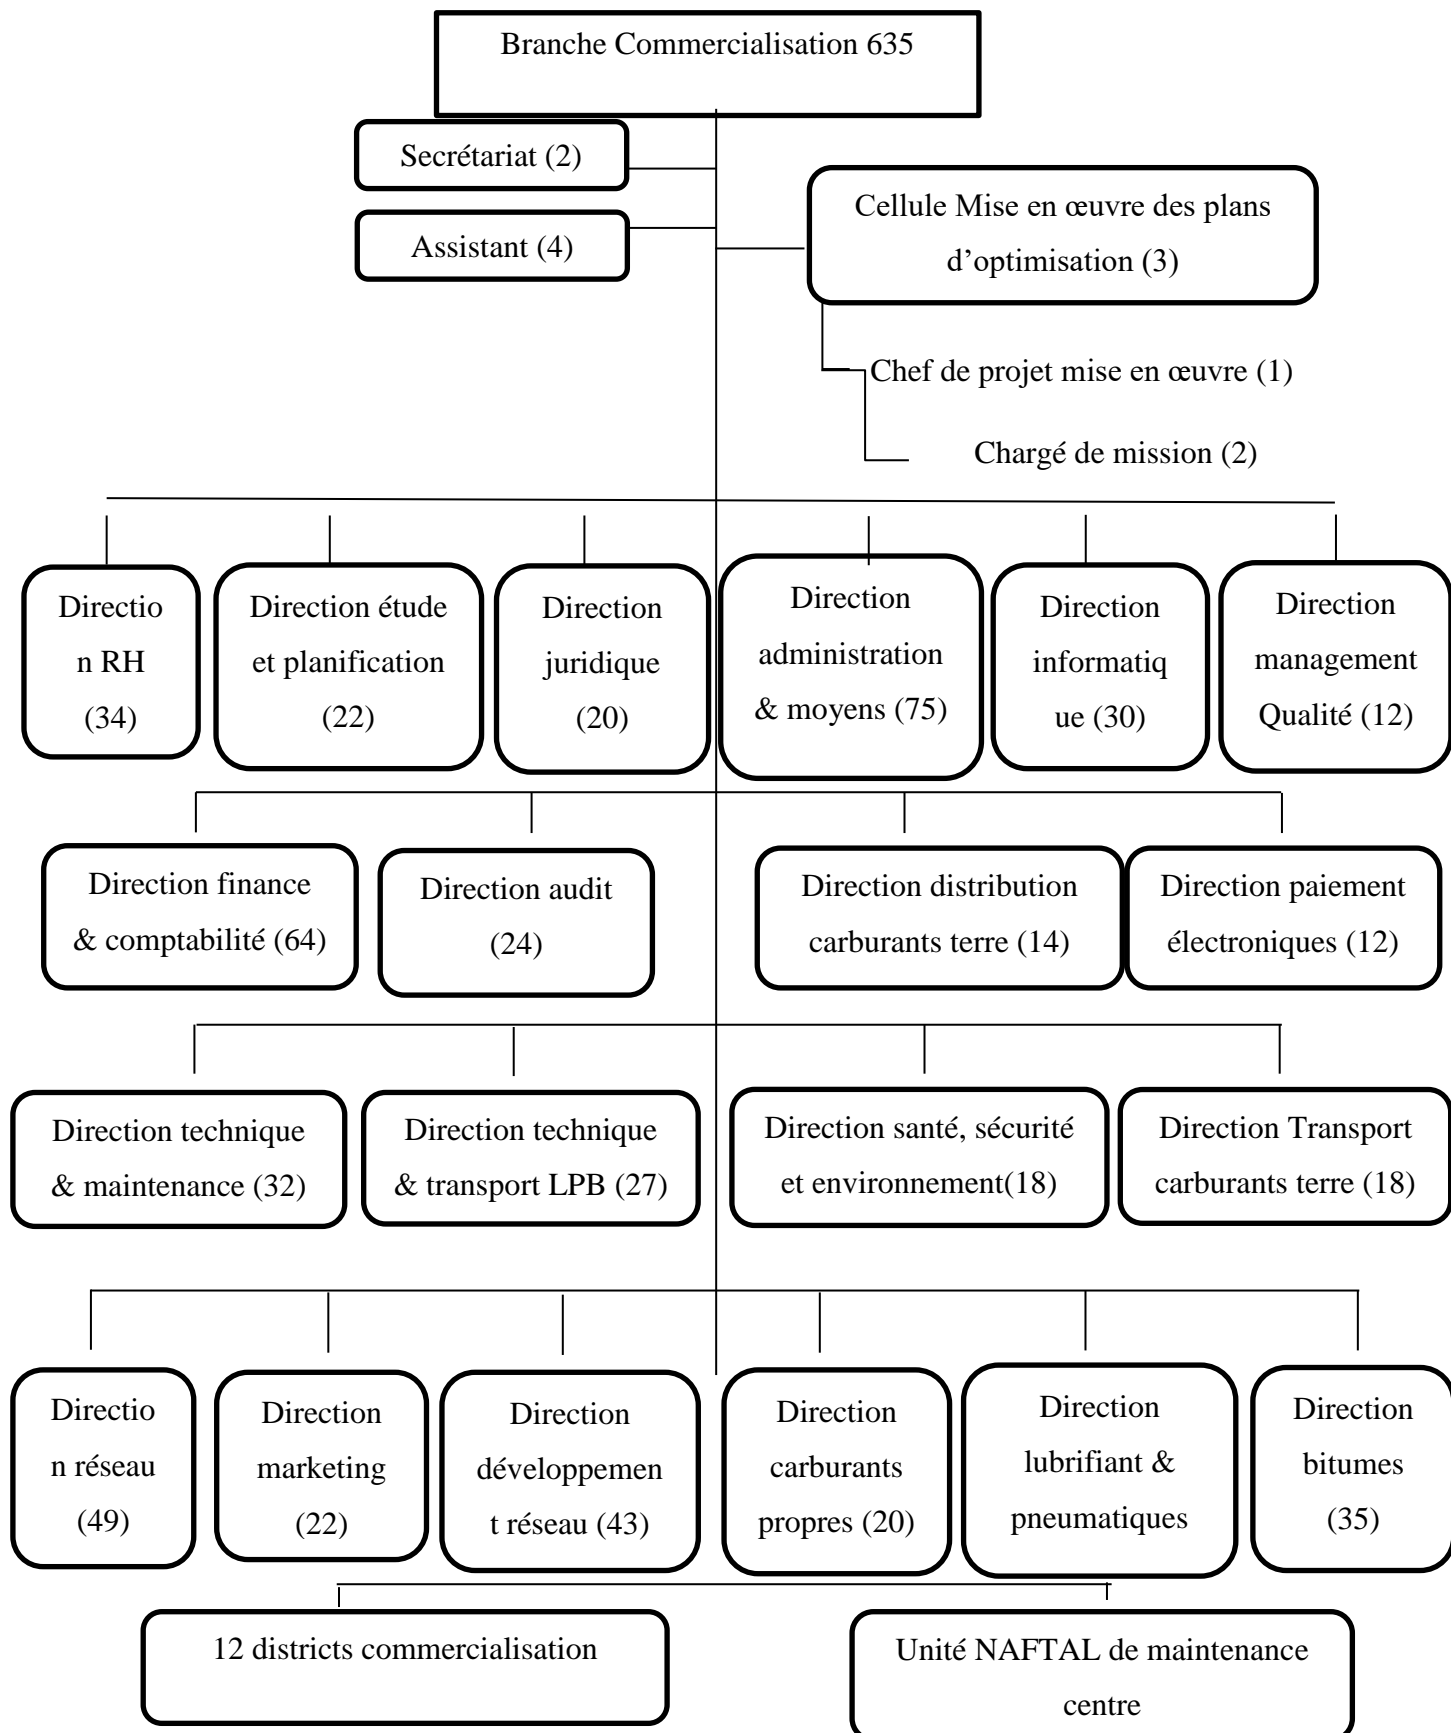 Branche Commercialisation 635
Secrétariat (2)
Assistant (4)
Cellule Mise en œuvre des plans
d’optimisation (3)
Chef de projet mise en œuvre (1)
Chargé de mission (2)
Directio
n RH
(34)
Direction étude
et planification
(22)
Direction
juridique
(20)
Direction
administration
& moyens (75)
Direction
informatiq
ue (30)
Direction
management
Qualité (12)
Direction finance
& comptabilité (64)
Direction audit
(24)
Direction distribution
carburants terre (14)
Direction paiement
électroniques (12)
Direction technique
& maintenance (32)
Direction technique
& transport LPB (27)
Direction santé, sécurité
et environnement(18)
Direction Transport
carburants terre (18)
Directio
n réseau
(49)
Direction
marketing
(22)
Direction
développemen
t réseau (43)
Direction
carburants
propres (20)
Direction
lubrifiant &
pneumatiques
Direction
bitumes
(35)
12 districts commercialisation
Unité NAFTAL de maintenance
centre